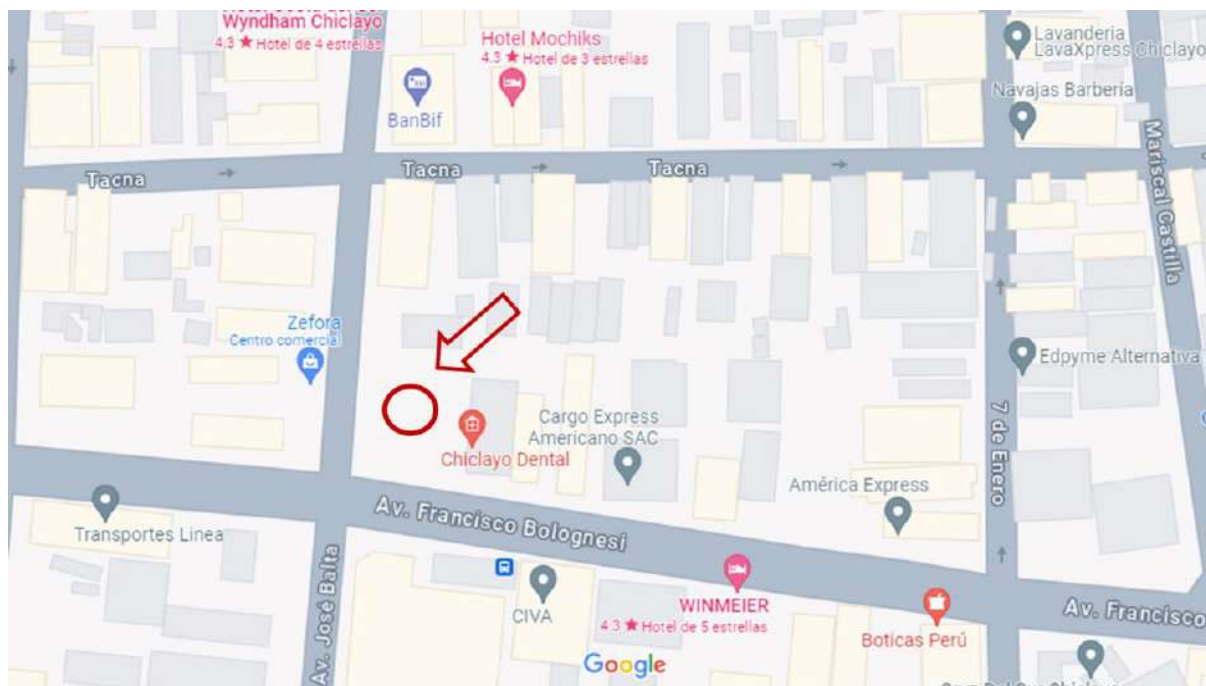 Wyndham Chiclayo
4.3 ★ Hotel de 4 estrellas
Hotel Mochiks
4.3 ★ Hotel de 3 estrellas
BanBif
Lavandería
LavaXpress Chiclayo
Navajas Barbería
Mariscal Castilla
Tacna
Tacna
Tacna
Zefora
Centro comercial
Edpyme Alternativa
Cargo Express
Americano SAC
Chiclayo Dental
7 de Enero
América Express
Transportes Linea
Av. Francisco Bolognesi
Av. José Balta
CIVA
WINMEIER
4.3 ★ Hotel de 5 estrellas
Boticas Perú
Av. Francisco
Google